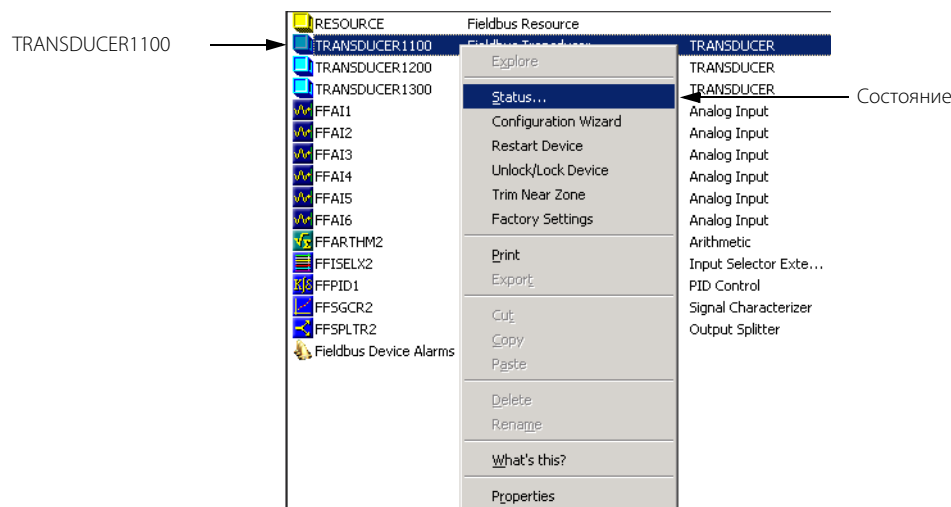 RESOURCE Fieldbus Resource
TRANSDUCER1100 TRANSDUCER1100 TRANSDUCER
Explore
TRANSDUCER1200 TRANSDUCER
TRANSDUCER1300 TRANSDUCER
Status... Состояние
FFAI1 Analog Input
Configuration Wizard
FFAI2 Analog Input
Restart Device
FFAI3 Analog Input
Unlock/Lock Device
FFAI4 Analog Input
Trim Near Zone
FFAI5 Analog Input
Factory Settings
FFAI6 Analog Input
FFARTHM2 Arithmetic
Print
FFISELX2 Input Selector Exte...
Export
FFPID1 PID Control
FFSGCR2 Signal Characterizer
Cut
FFSPLTR2 Output Splitter
Copy
Fieldbus Device Alarms
Paste
Delete
Rename
What's this?
Properties